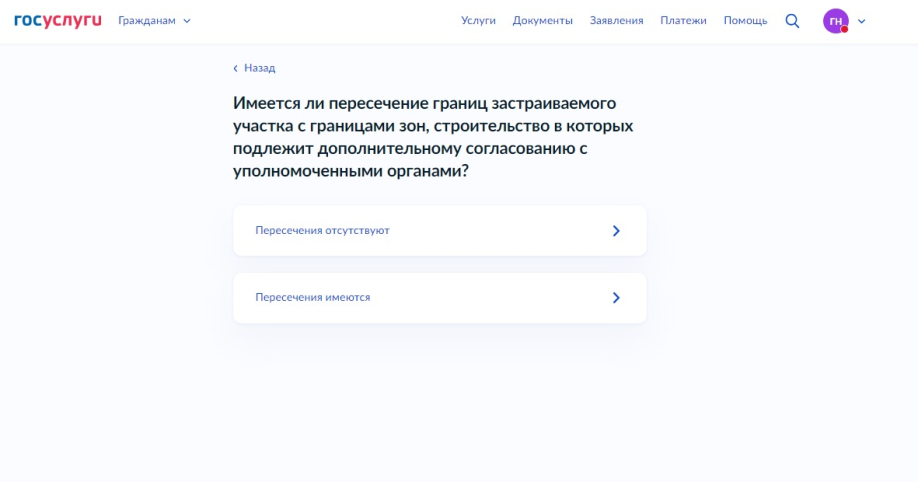 госуслуги Гражданам Услуги Документы Заявления Платежи Помощь ГН
Назад
Имеется ли пересечение границ застраиваемого
участка с границами зон, строительство в которых
подлежит дополнительному согласованию с
уполномоченными органами?
Пересечения отсутствуют
Пересечения имеются